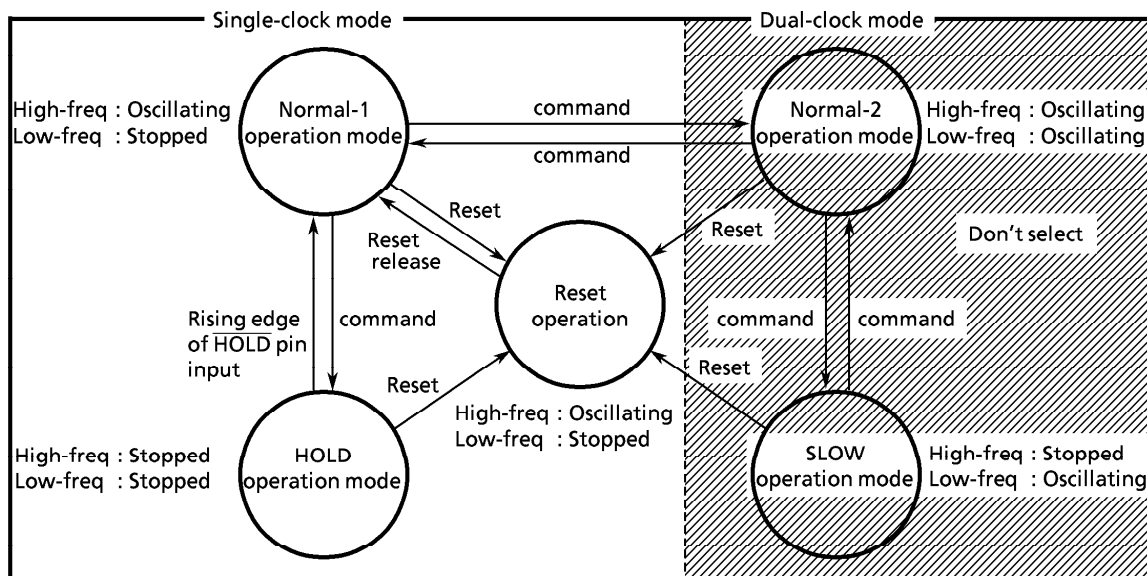 Single-clock mode
Dual-clock mode
High-freq : Oscillating
Low-freq : Stopped
Normal-1
operation mode
command
command
Normal-2
operation mode
High-freq : Oscillating
Low-freq : Oscillating
Reset
Reset
release
Reset
Don't select
Reset
operation
Rising edge
of HOLD pin
input
command
command
command
Reset
Reset
High-freq : Oscillating
Low-freq : Stopped
High-freq : Stopped
Low-freq : Stopped
HOLD
operation mode
SLOW
operation mode
High-freq : Stopped
Low-freq : Oscillating